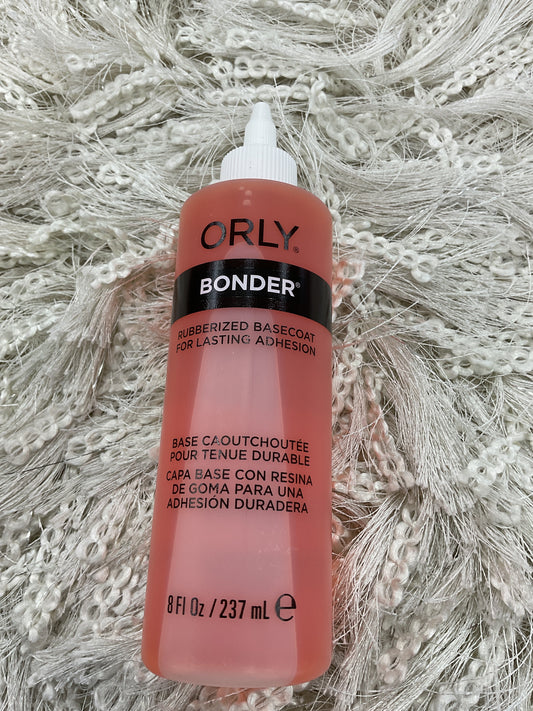 ORLY®
BONDER®
RUBBERIZED BASECOAT
FOR LASTING ADHESION
BASE CAOUTCHOUTÉE
POUR TENUE DURABLE
CAPA BASE CON RESINA
DE GOMA PARA UNA
ADHESIÓN DURADERA
8 Fl Oz / 237 mL ℮